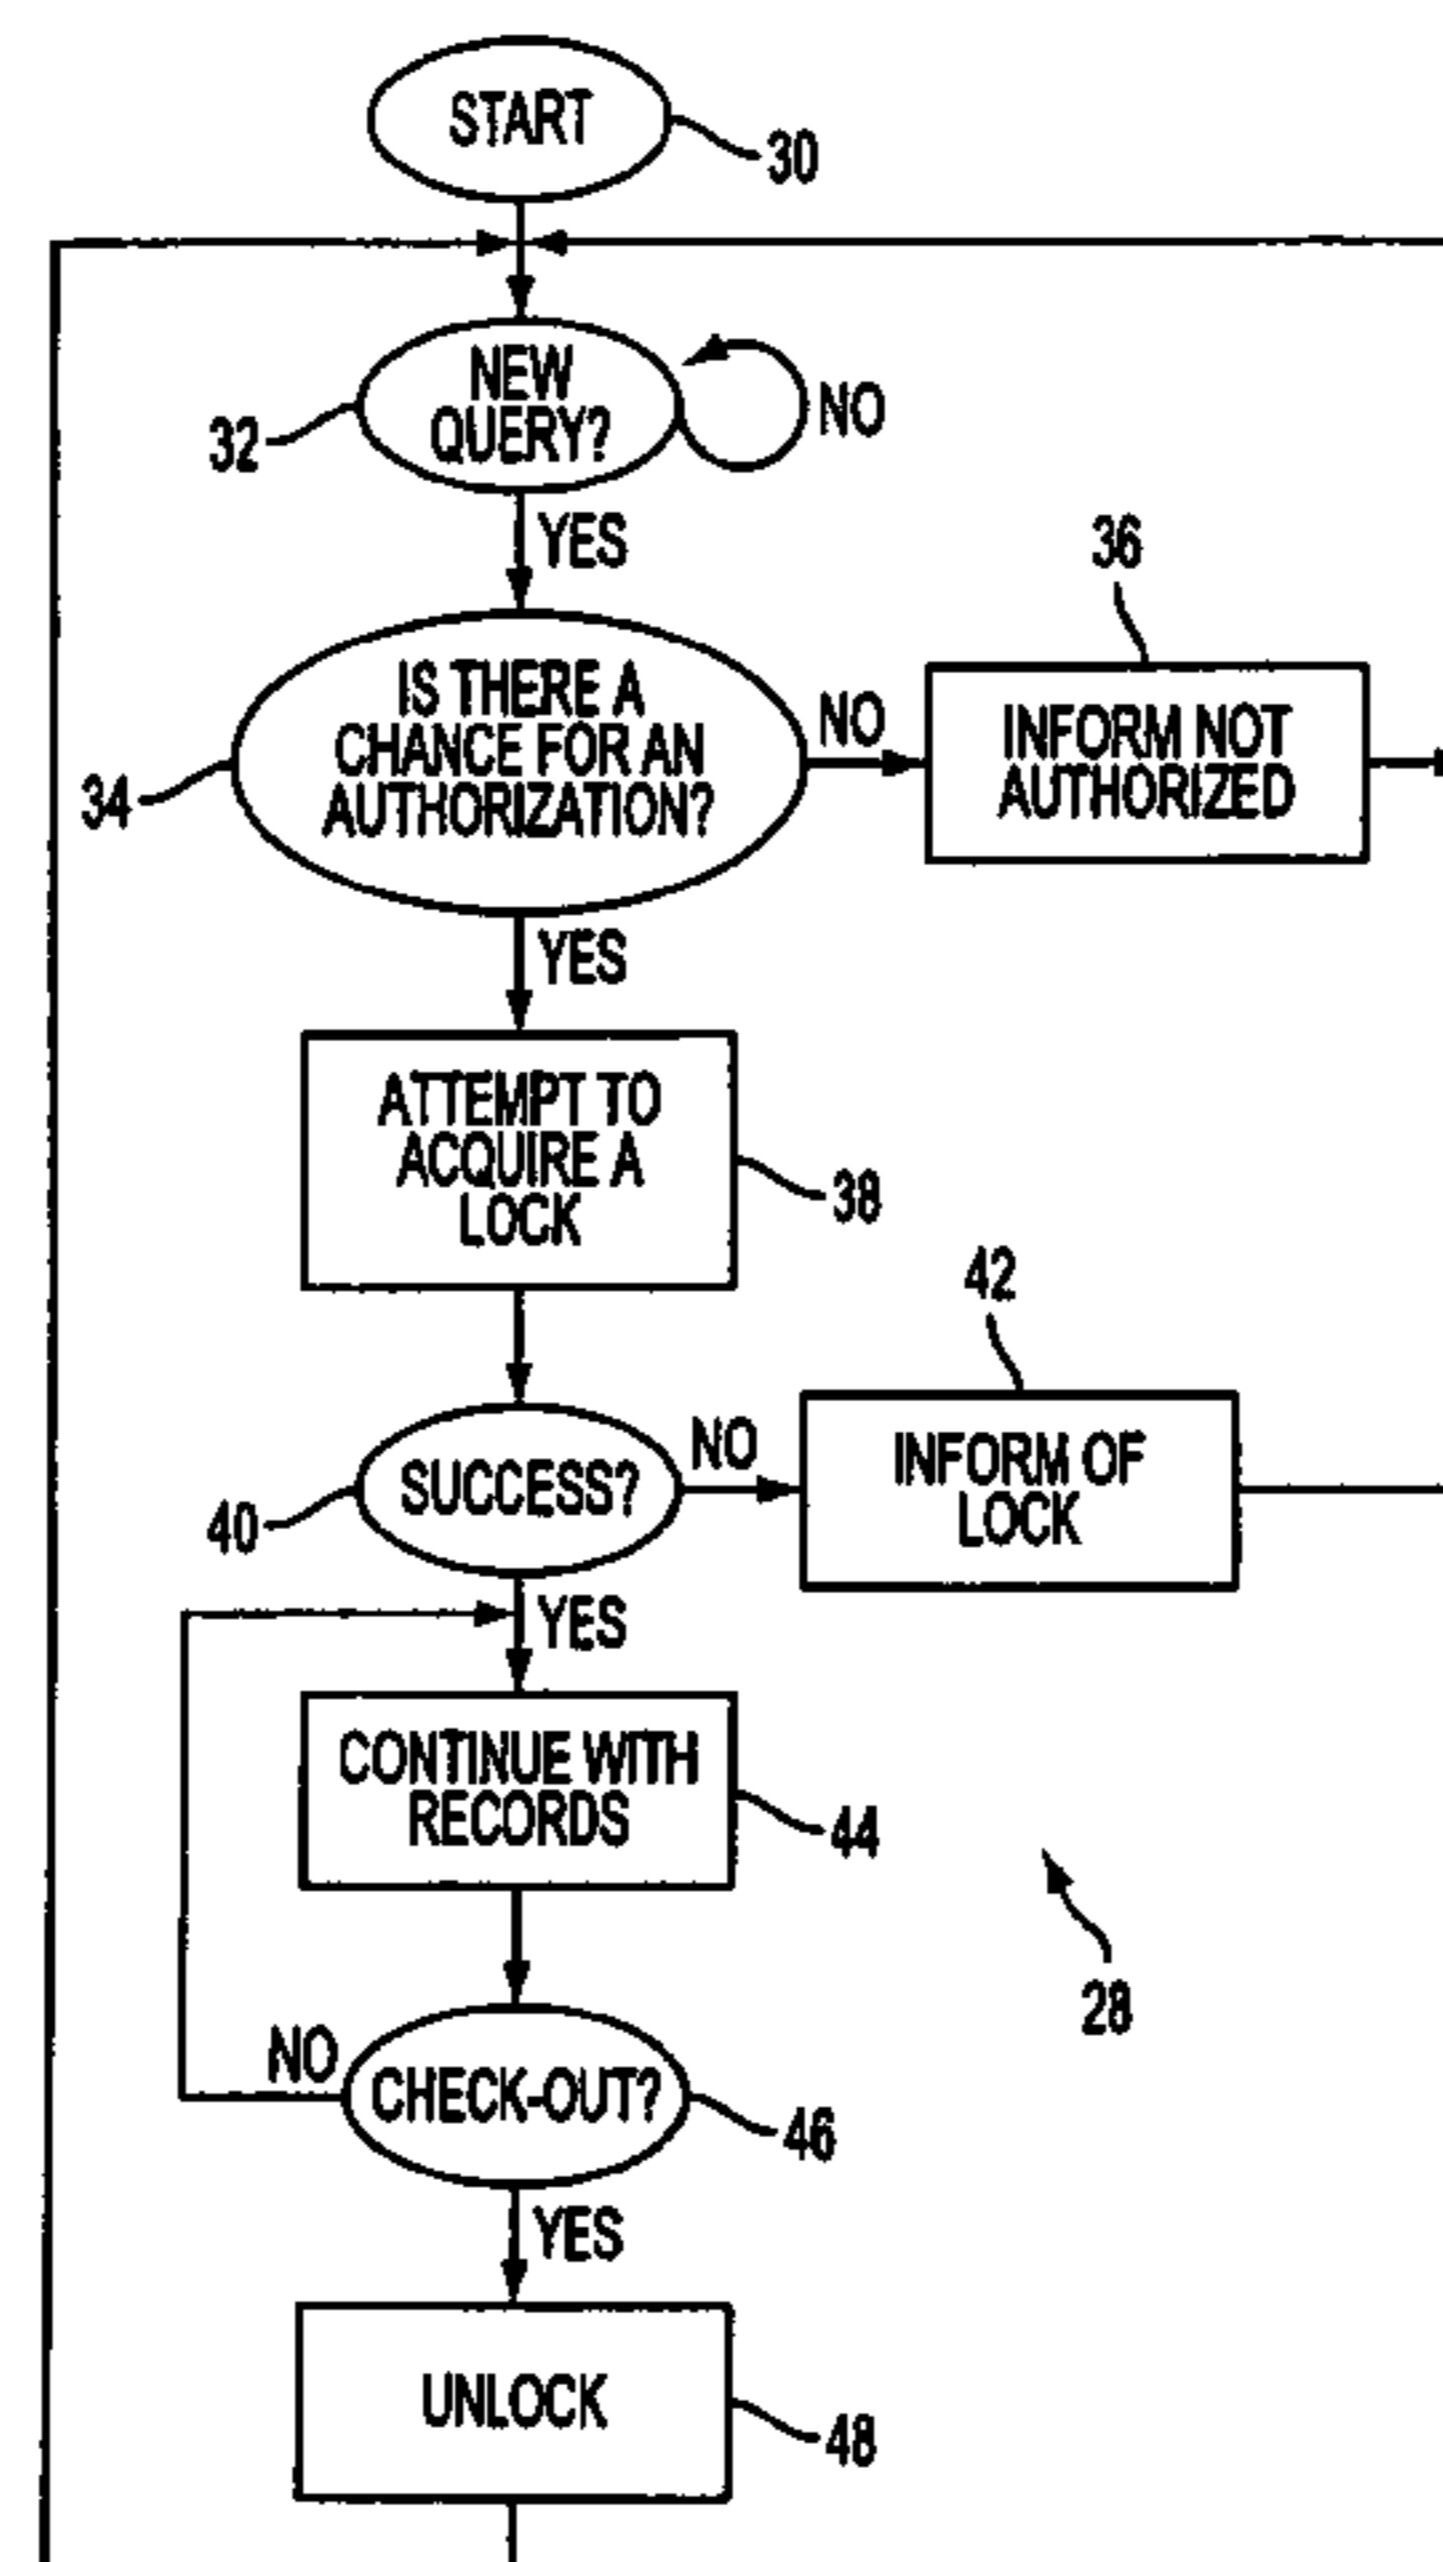 START
30
NEW
QUERY?
NO
32
YES
36
IS THERE A
CHANCE FOR AN
AUTHORIZATION?
NO
INFORM NOT
AUTHORIZED
34
YES
ATTEMPT TO
ACQUIRE A
LOCK
38
42
SUCCESS?
NO
INFORM OF
LOCK
40
YES
CONTINUE WITH
RECORDS
44
28
NO
CHECK-OUT?
46
YES
UNLOCK
48